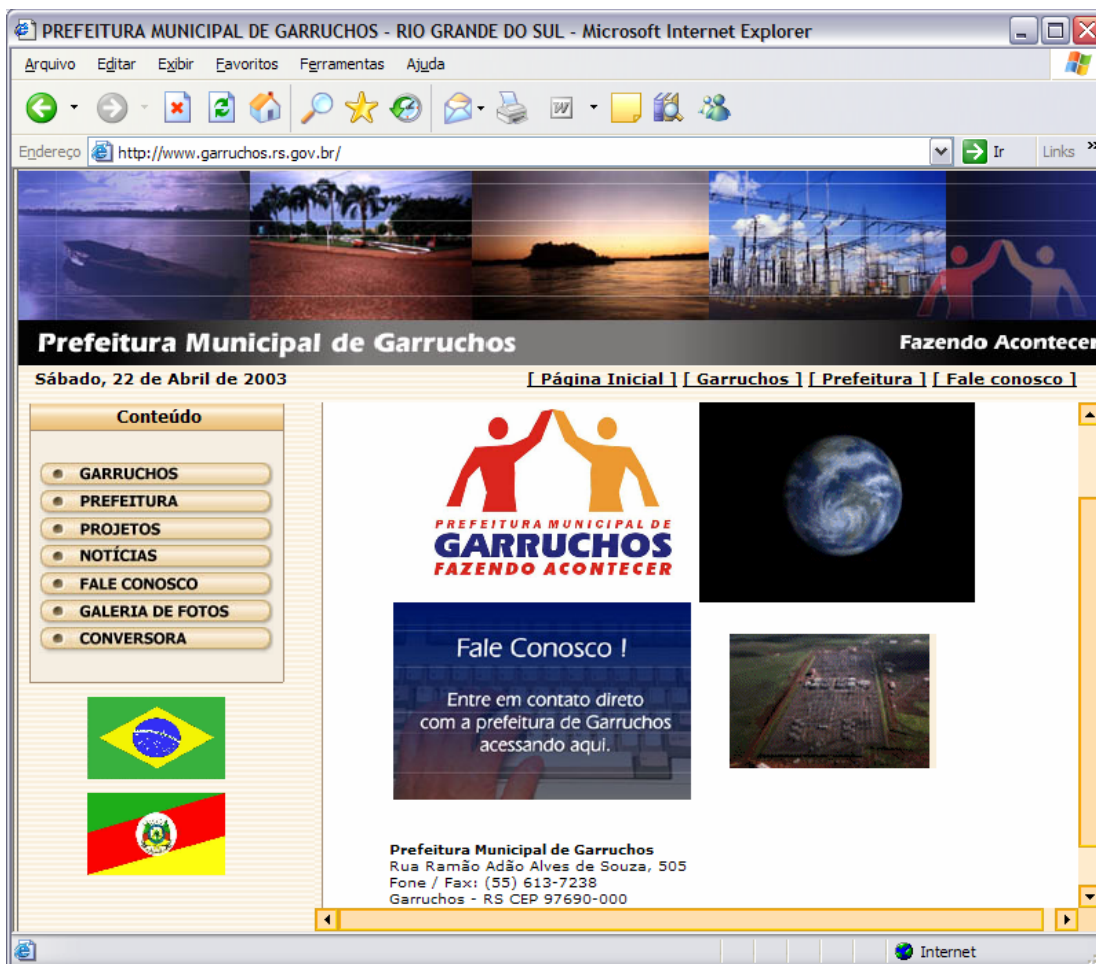 PREFEITURA MUNICIPAL DE GARRUCHOS - RIO GRANDE DO SUL - Microsoft Internet Explorer
Arquivo Editar Exibir Favoritos Ferramentas Ajuda
Endereço http://www.garruchos.rs.gov.br/ Ir Links »
Prefeitura Municipal de Garruchos Fazendo Acontecer
Sábado, 22 de Abril de 2003 [ Página Inicial ] [ Garruchos ] [ Prefeitura ] [ Fale conosco ]
Conteúdo
GARRUCHOS
PREFEITURA
PROJETOS
NOTÍCIAS
FALE CONOSCO
GALERIA DE FOTOS
CONVERSORA
PREFEITURA MUNICIPAL DE
GARRUCHOS
FAZENDO ACONTECER
Fale Conosco !
Entre em contato direto
com a prefeitura de Garruchos
acessando aqui.
Prefeitura Municipal de Garruchos
Rua Ramão Adão Alves de Souza, 505
Fone / Fax: (55) 613-7238
Garruchos - RS CEP 97690-000
Internet